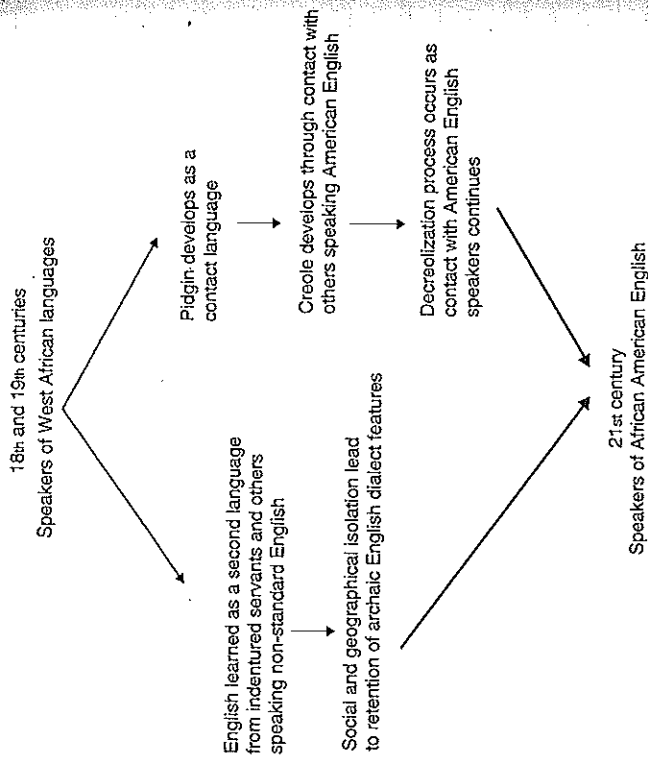 18th and 19th centuries
Speakers of West African languages
English learned as a second language
from indentured servants and others
speaking non-standard English
Social and geographical isolation lead
to retention of archaic English dialect features
Pidgin develops as a
contact language
Creole develops through contact with
others speaking American English
Decreolization process occurs as
contact with American English
speakers continues
21st century
Speakers of African American English